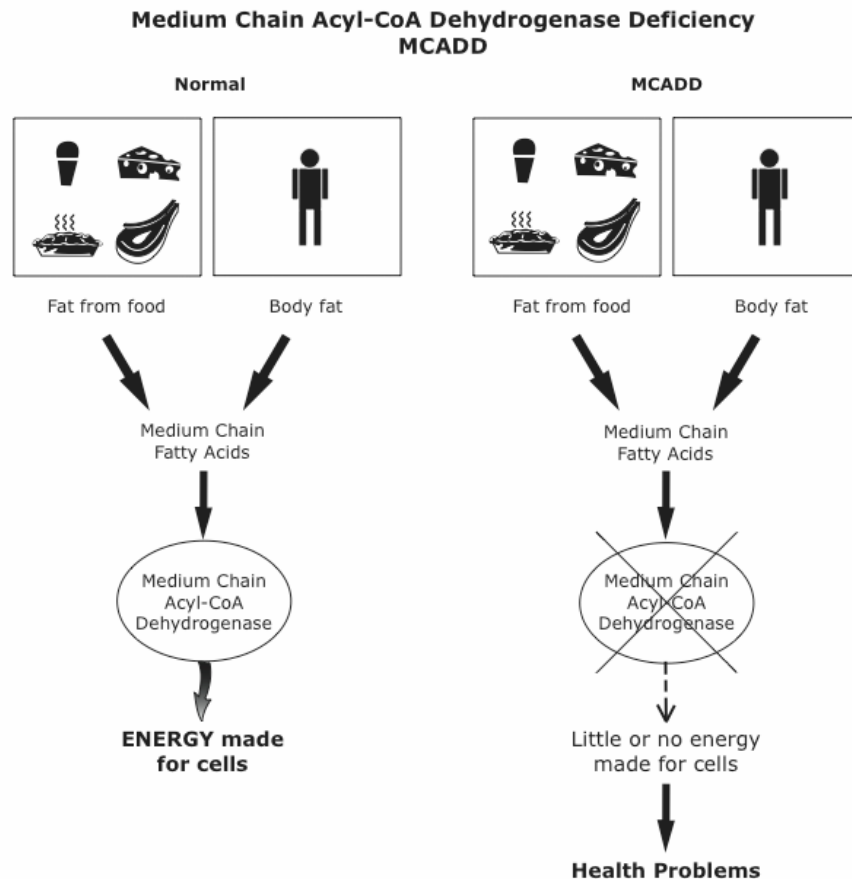 Medium Chain Acyl-CoA Dehydrogenase Deficiency
MCADD
Normal
Fat from food
Body fat
Medium Chain
Fatty Acids
Medium Chain
Acyl-CoA
Dehydrogenase
ENERGY made
for cells
MCADD
Fat from food
Body fat
Medium Chain
Fatty Acids
Medium Chain
Acyl-CoA
Dehydrogenase
Little or no energy
made for cells
Health Problems